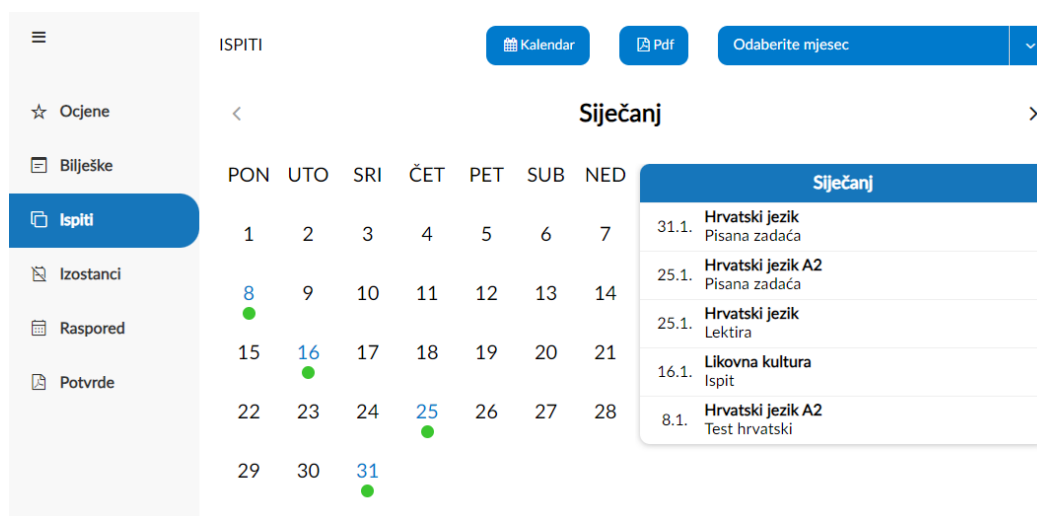 ISPITI
Kalendar
Pdf
Odaberite mjesec
Ocjene
Bilješke
Ispiti
Izostanci
Raspored
Potvrde
Siječanj
PON UTO SRI ČET PET SUB NED
1 2 3 4 5 6 7
8 9 10 11 12 13 14
15 16 17 18 19 20 21
22 23 24 25 26 27 28
29 30 31
Siječanj
31.1. Hrvatski jezik
Pisana zadaća
25.1. Hrvatski jezik A2
Pisana zadaća
25.1. Hrvatski jezik
Lektira
16.1. Likovna kultura
Ispit
8.1. Hrvatski jezik A2
Test hrvatski